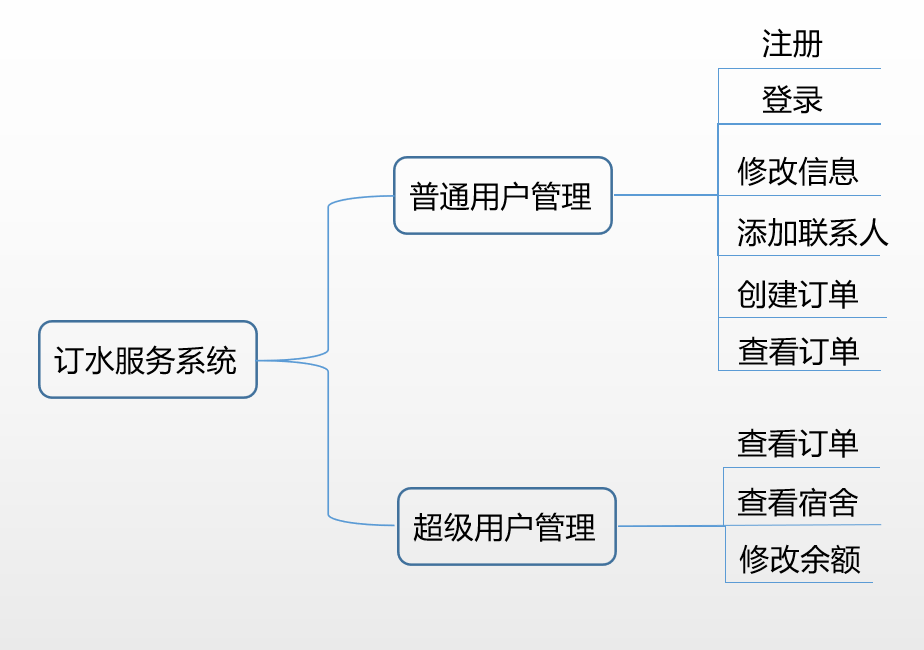 订水服务系统
普通用户管理
注册
登录
修改信息
添加联系人
创建订单
查看订单
超级用户管理
查看订单
查看宿舍
修改余额